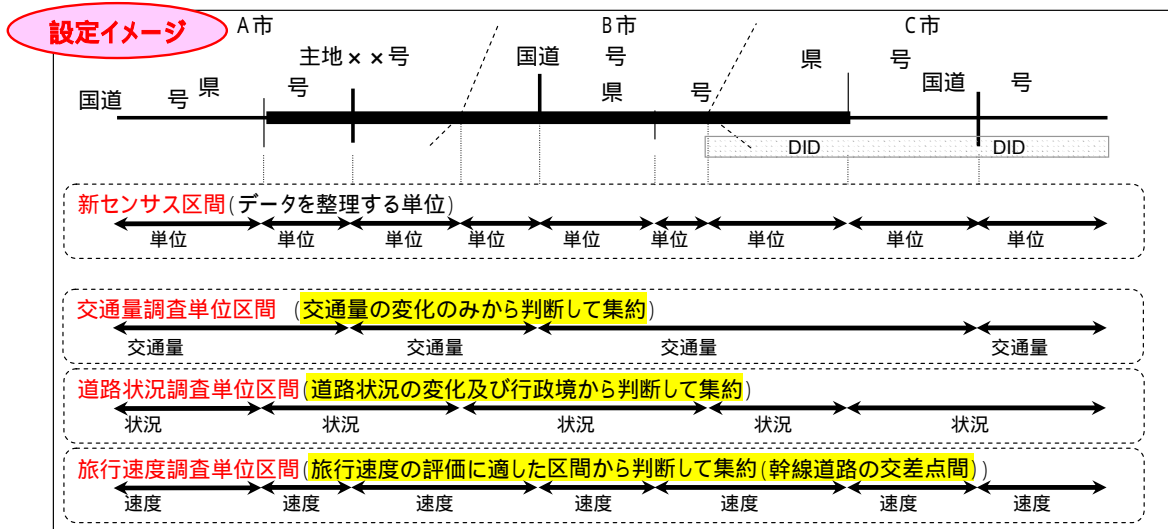 設定イメージ
A市 B市 C市
主地××号 国道 号 県 号
国道 号 県 号 県 号 国道 号
DID DID
新センサス区間(データを整理する単位)
単位 単位 単位 単位 単位 単位 単位 単位 単位
交通量調査単位区間 (交通量の変化のみから判断して集約)
交通量 交通量 交通量 交通量
道路状況調査単位区間(道路状況の変化及び行政境から判断して集約)
状況 状況 状況 状況 状況
旅行速度調査単位区間(旅行速度の評価に適した区間から判断して集約(幹線道路の交差点間))
速度 速度 速度 速度 速度 速度 速度